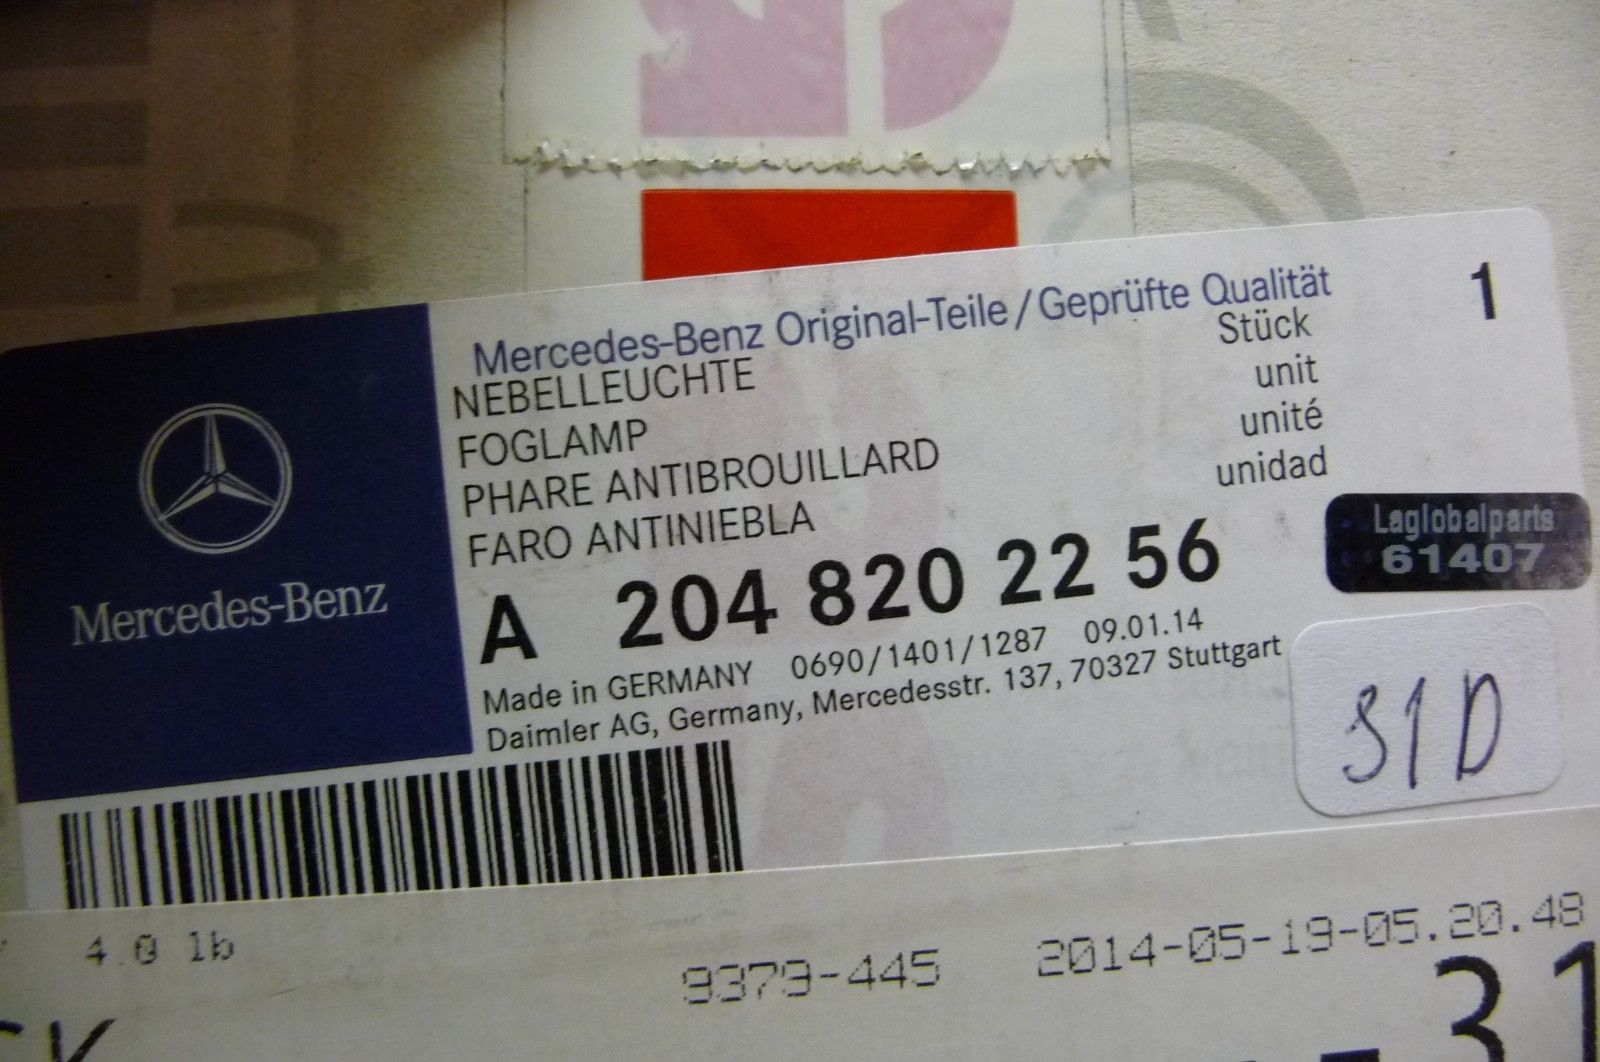 Mercedes-Benz Original-Teile / Geprüfte Qualität
1
NEBELLEUCHTE
Stück
FOGLAMP
unit
PHARE ANTIBROUILLARD
unité
FARO ANTINIEBLA
unidad
Laglobalparts
61407
A 204 820 22 56
Mercedes-Benz
Made in GERMANY 0690/1401/1287 09.01.14
Daimler AG, Germany, Mercedesstr. 137, 70327 Stuttgart
31D
4.0 lb
9379-445
2014-05-19-05.20.48
31